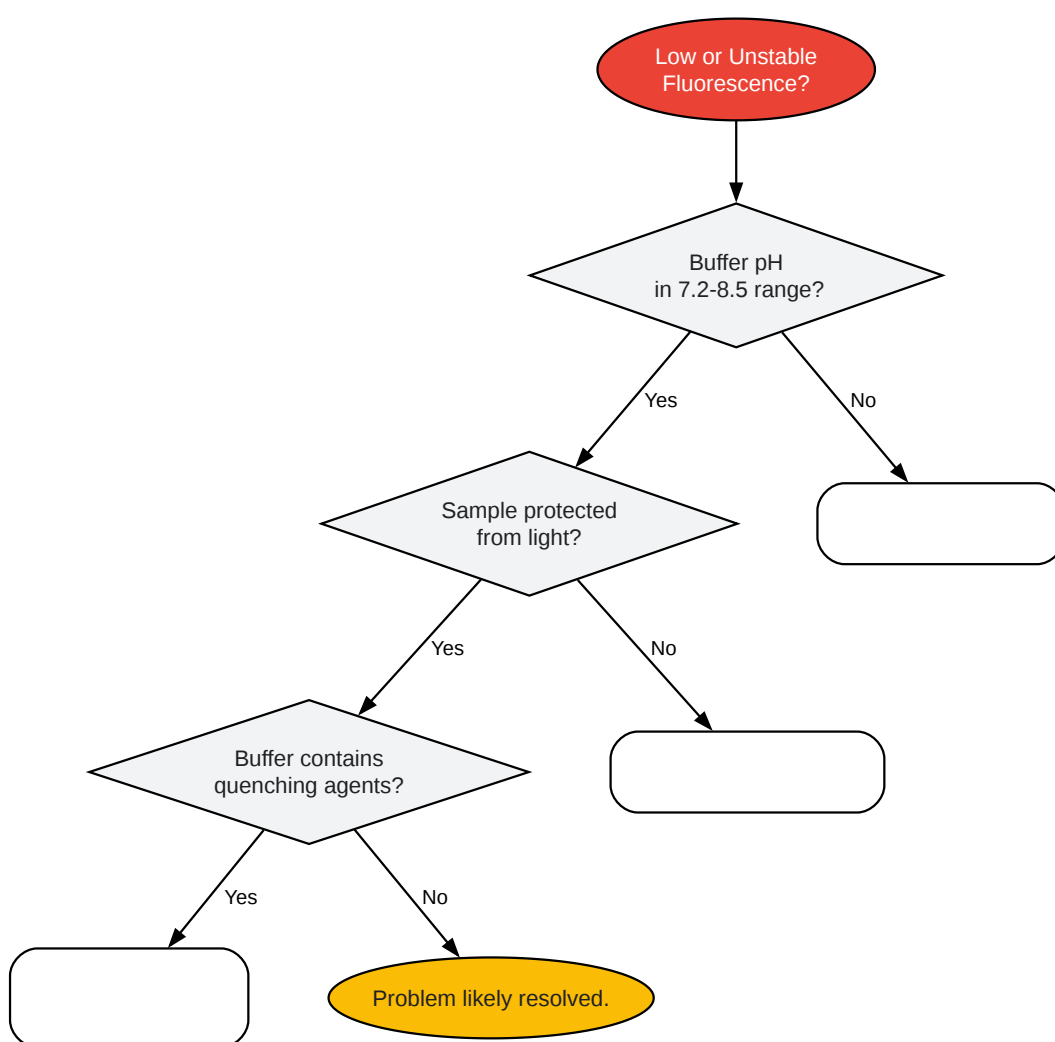 Low or Unstable
Fluorescence?
Buffer pH
in 7.2-8.5 range?
Yes
No
Sample protected
from light?
Yes
No
Buffer contains
quenching agents?
Yes
No
Problem likely resolved.